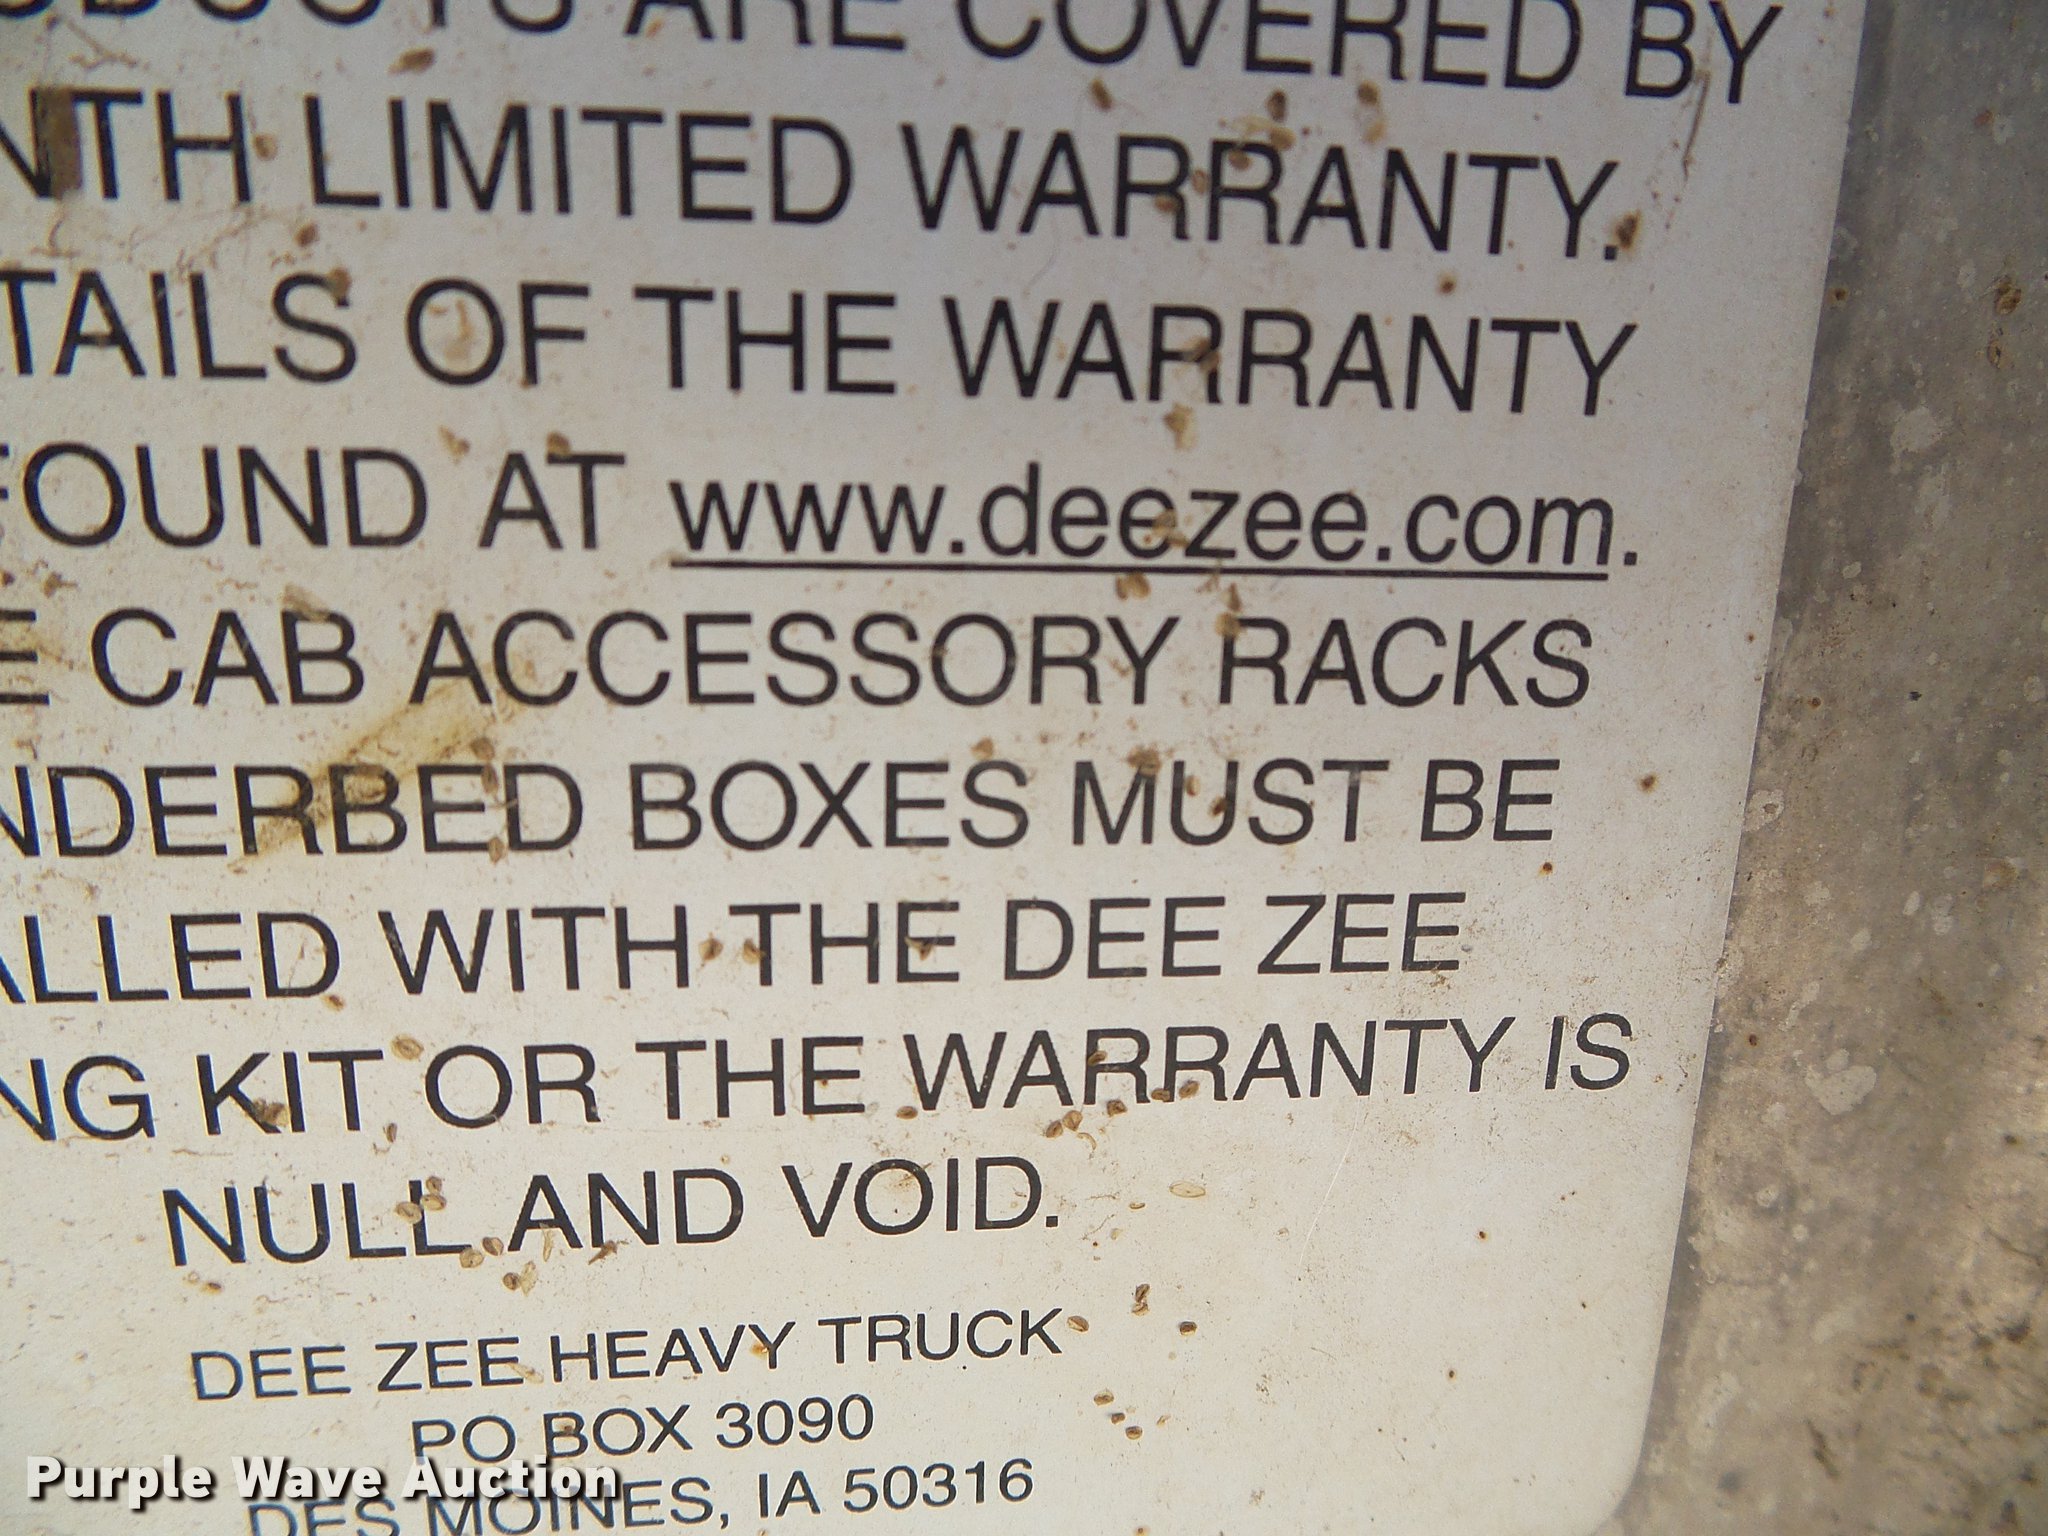 ARE COVERED BY
NTH LIMITED WARRANTY.
TAILS OF THE WARRANTY
FOUND AT www.deezee.com.
E CAB ACCESSORY RACKS
NDERBED BOXES MUST BE
ALLED WITH THE DEE ZEE
NG KIT OR THE WARRANTY IS
NULL AND VOID.
DEE ZEE HEAVY TRUCK
PO BOX 3090
DES MOINES, IA 50316
Purple Wave Auction